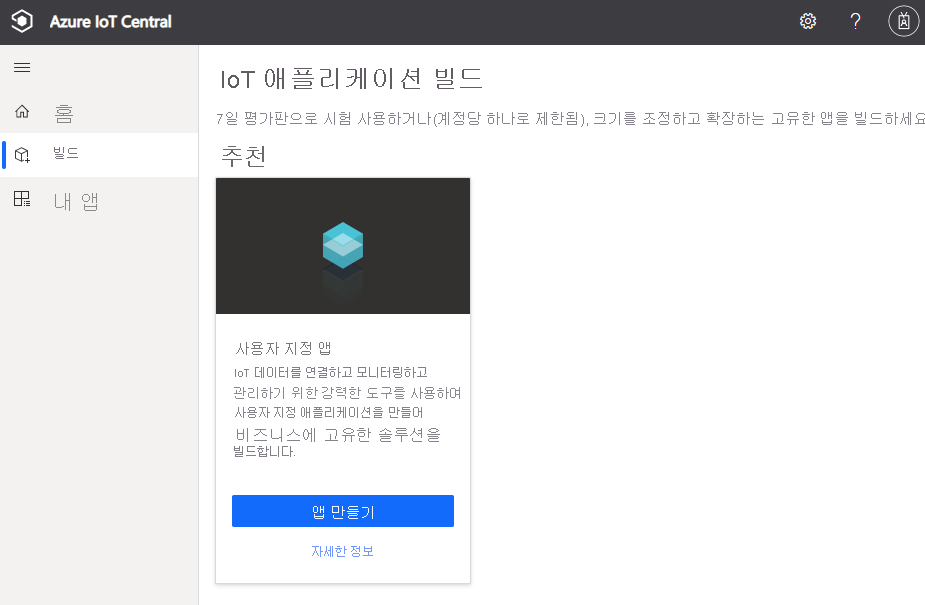 Azure IoT Central
?
홈
빌드
내 앱
IoT 애플리케이션 빌드
7일 평가판으로 시험 사용하거나(계정당 하나로 제한됨), 크기를 조정하고 확장하는 고유한 앱을 빌드하세요
추천
사용자 지정 앱
IoT 데이터를 연결하고 모니터링하고
관리하기 위한 강력한 도구를 사용하여
사용자 지정 애플리케이션을 만들어
비즈니스에 고유한 솔루션을
빌드합니다.
앱 만들기
자세한 정보